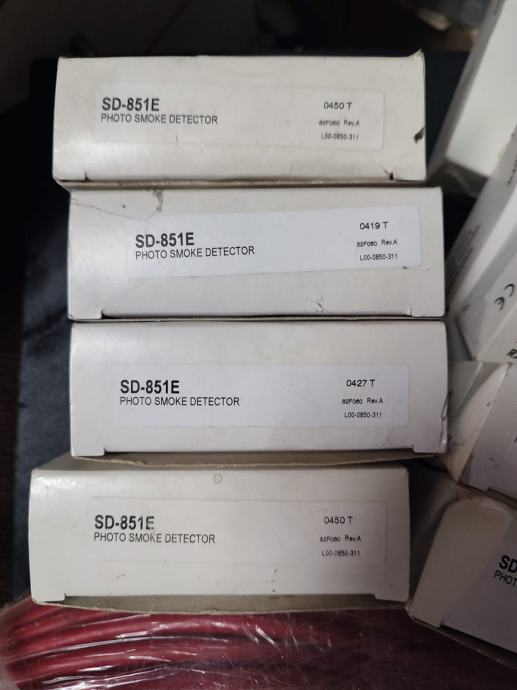 SD-851E
PHOTO SMOKE DETECTOR
0450 T
82F060 Rev.A
L00-0850-311
SD-851E
PHOTO SMOKE DETECTOR
0419 T
82F060 Rev.A
L00-0850-311
SD-851E
PHOTO SMOKE DETECTOR
0427 T
82F060 Rev.A
L00-0850-311
SD-851E
PHOTO SMOKE DETECTOR
0450 T
82F060 Rev.A
L00-0850-311